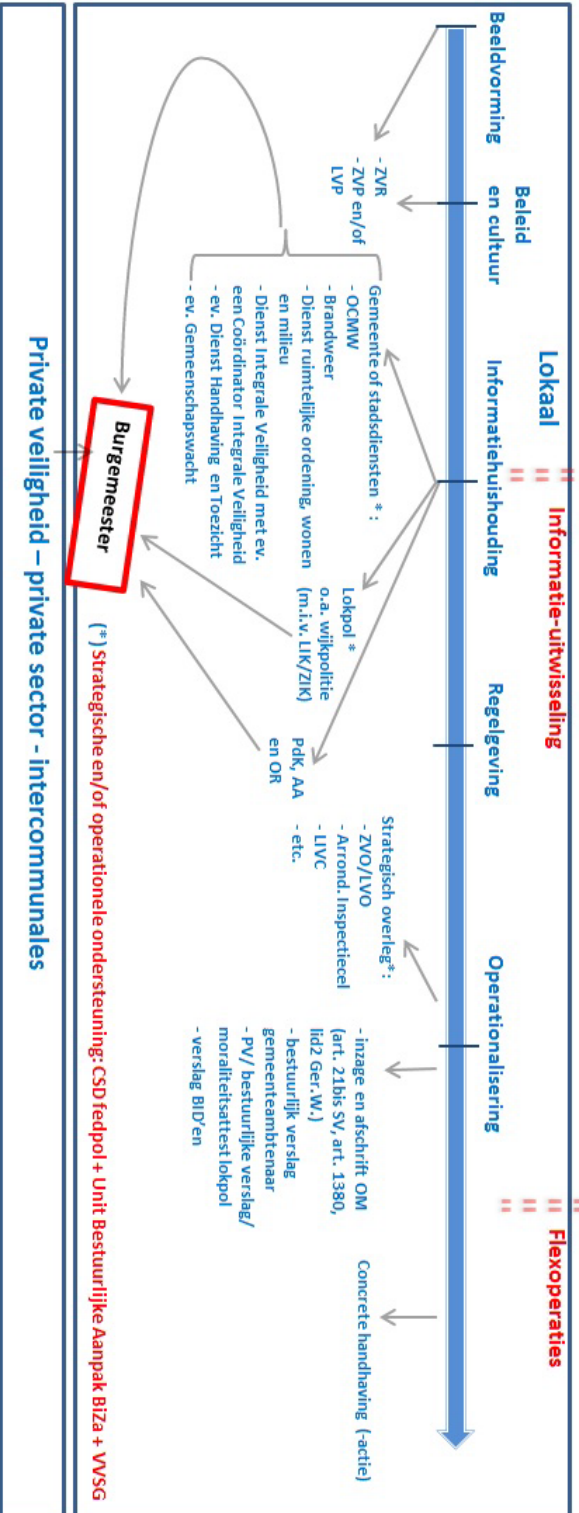 Lokaal
Informatie-uitwisseling
Flexoperaties
Beeldvorming
Beleid
en cultuur
Informatiehuishouding
Regelgeving
Operationalisering
- ZVR
- ZVP en/of
LVP
Gemeente of stadsdiensten * :
- OCMW
- Brandweer
- Dienst ruimtelijke ordening, wonen
en milieu
- Dienst Integrale Veiligheid met ev.
een Coördinator Integrale Veiligheid
- ev. Dienst Handhaving en Toezicht
- ev. Gemeenschapswacht
Lokpol *
o.a. wijkpolitie
(m.i.v. LIK/ZIK)
PdK, AA
en OR
Strategisch overleg*:
- ZVO/LVO
- Arrond. Inspectiecel
- LIVC
- etc.
- inzage en afschrift OM
(art. 21bis SV, art. 1380,
lid2 Ger.W.)
- bestuurlijk verslag
gemeenteambtenaar
- PV/ bestuurlijke verslag/
moraliteitsattest lokpol
- verslag BID'en
Concrete handhaving (-actie)
Burgemeester
(*) Strategische en/of operationele ondersteuning: CSD fedpol + Unit Bestuurlijke Aanpak BiZa + VVSG
Private veiligheid – private sector - intercommunales